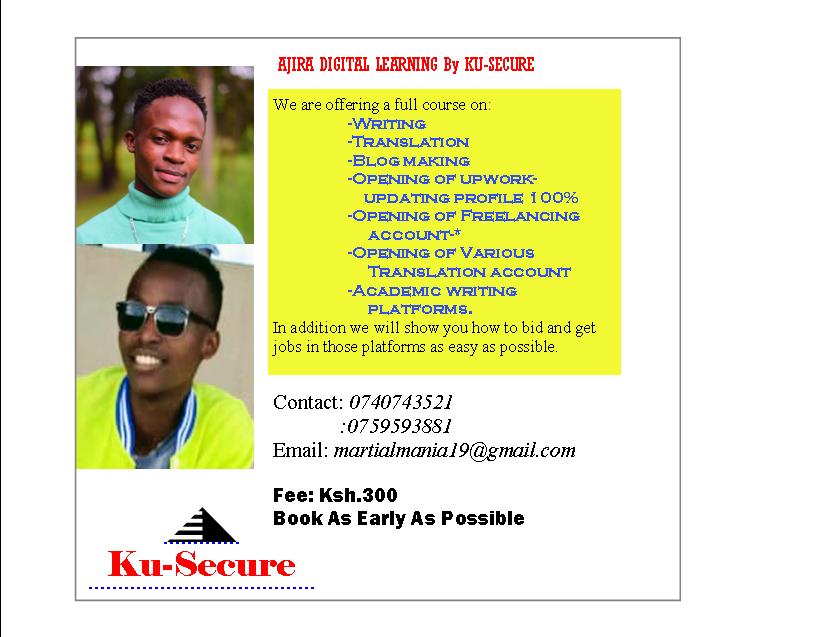 AJIRA DIGITAL LEARNING By KU-SECURE
We are offering a full course on:
-Writing
-Translation
-Blog making
-Opening of upwork-
updating profile 100%
-Opening of Freelancing
account-*
-Opening of Various
Translation account
-Academic writing
platforms.
In addition we will show you how to bid and get
jobs in those platforms as easy as possible.
Contact: 0740743521
:0759593881
Email: martialmania19@gmail.com
Fee: Ksh.300
Book As Early As Possible
Ku-Secure